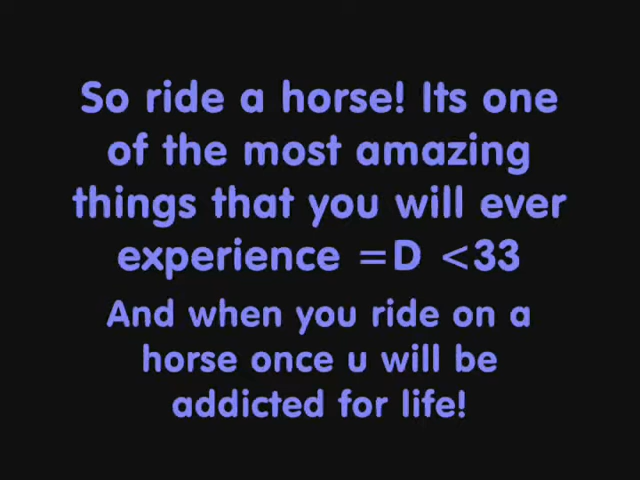 So ride a horse! Its one
of the most amazing
things that you will ever
experience =D <33
And when you ride on a
horse once u will be
addicted for life!